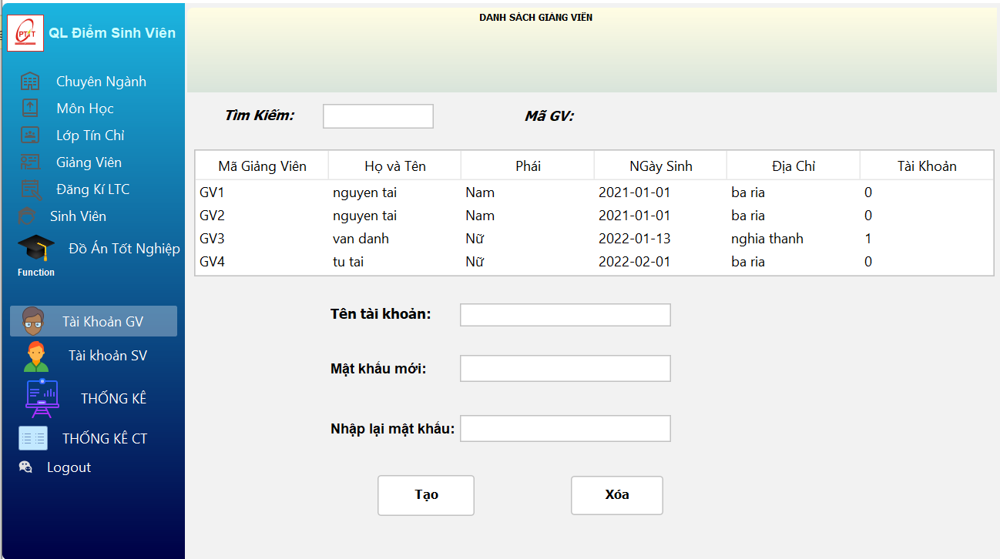 PTIT
QL Điểm Sinh Viên
Chuyên Ngành
Môn Học
Lớp Tín Chỉ
Giảng Viên
Đăng Kí LTC
Sinh Viên
Đồ Án Tốt Nghiệp
Function
Tài Khoản GV
Tài khoản SV
THỐNG KÊ
THỐNG KÊ CT
Logout
DANH SÁCH GIẢNG VIÊN
Tìm Kiếm: Mã GV:
Mã Giảng Viên Họ và Tên Phái NGày Sinh Địa Chỉ Tài Khoản
GV1 nguyen tai Nam 2021-01-01 ba ria 0
GV2 nguyen tai Nam 2021-01-01 ba ria 0
GV3 van danh Nữ 2022-01-13 nghia thanh 1
GV4 tu tai Nữ 2022-02-01 ba ria 0
Tên tài khoản:
Mật khẩu mới:
Nhập lại mật khẩu:
Tạo Xóa